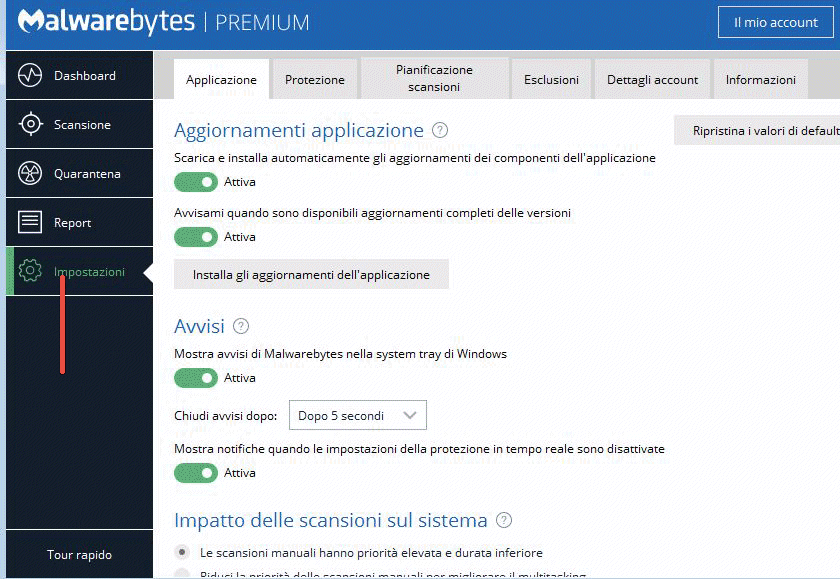 Malwarebytes | PREMIUM
Il mio account
Dashboard
Scansione
Quarantena
Report
Impostazioni
Tour rapido
Applicazione
Protezione
Pianificazione
scansioni
Esclusioni
Dettagli account
Informazioni
Aggiornamenti applicazione ?
Ripristina i valori di default
Scarica e installa automaticamente gli aggiornamenti dei componenti dell'applicazione
Attiva
Avvisami quando sono disponibili aggiornamenti completi delle versioni
Attiva
Installa gli aggiornamenti dell'applicazione
Avvisi ?
Mostra avvisi di Malwarebytes nella system tray di Windows
Attiva
Chiudi avvisi dopo: Dopo 5 secondi
Mostra notifiche quando le impostazioni della protezione in tempo reale sono disattivate
Attiva
Impatto delle scansioni sul sistema ?
Le scansioni manuali hanno priorità elevata e durata inferiore
Riduci la priorità delle scansioni manuali per migliorare il multitasking